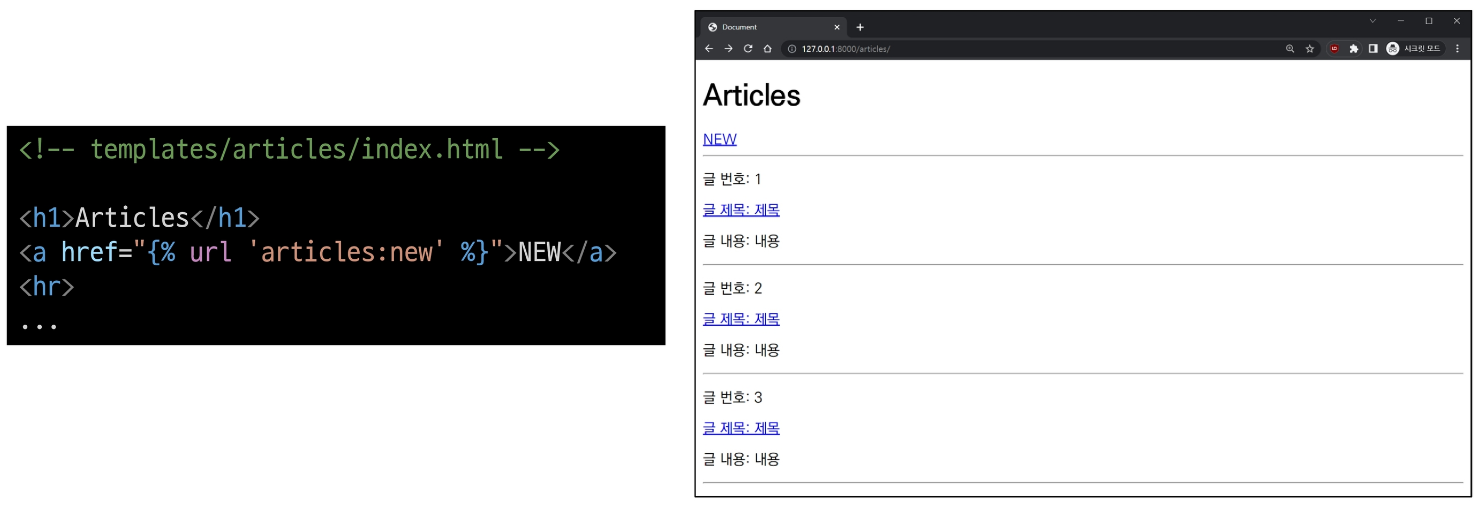 <!-- templates/articles/index.html -->
<h1>Articles</h1>
<a href="{% url 'articles:new' %}">NEW</a>
<hr>
...
Document
127.0.0.1:8000/articles/
시크릿 모드
Articles
NEW
글 번호: 1
글 제목: 제목
글 내용: 내용
글 번호: 2
글 제목: 제목
글 내용: 내용
글 번호: 3
글 제목: 제목
글 내용: 내용